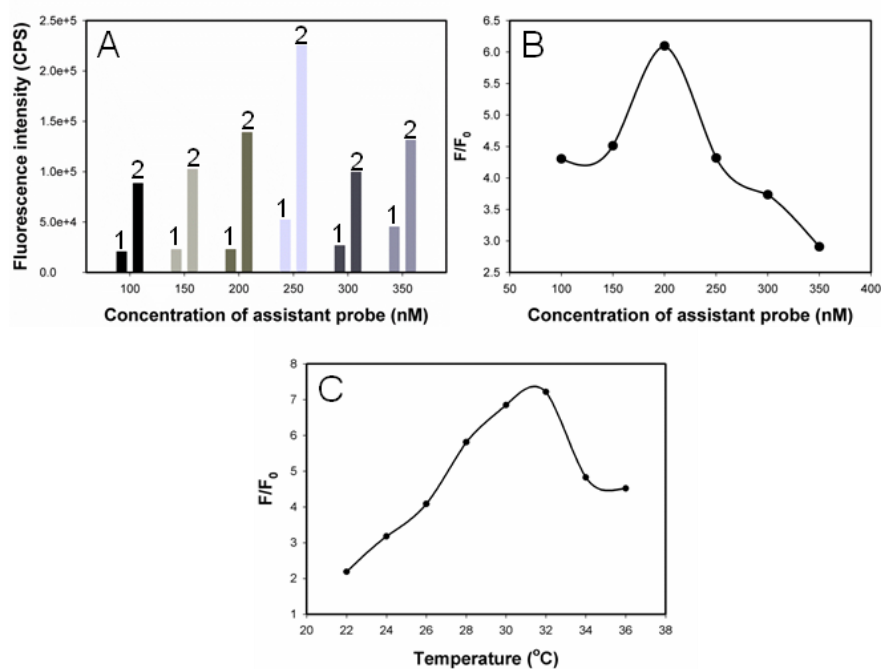 A
Fluorescence intensity (CPS)
2.5e+5
2.0e+5
1.5e+5
1.0e+5
5.0e+4
0.0
1 2 1 2 1 2 1 2 1 2 1 2
100 150 200 250 300 350
Concentration of assistant probe (nM)
B
F/F0
6.5
6.0
5.5
5.0
4.5
4.0
3.5
3.0
2.5
50 100 150 200 250 300 350 400
Concentration of assistant probe (nM)
C
F/F0
8
7
6
5
4
3
2
1
20 22 24 26 28 30 32 34 36 38
Temperature (°C)